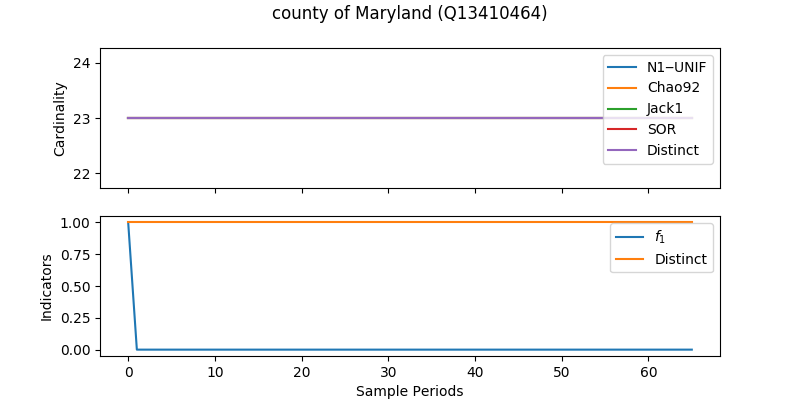 county of Maryland (Q13410464)
24
23
22
Cardinality
N1−UNIF
Chao92
Jack1
SOR
Distinct
1.00
0.75
0.50
0.25
0.00
Indicators
f1
Distinct
0 10 20 30 40 50 60
Sample Periods